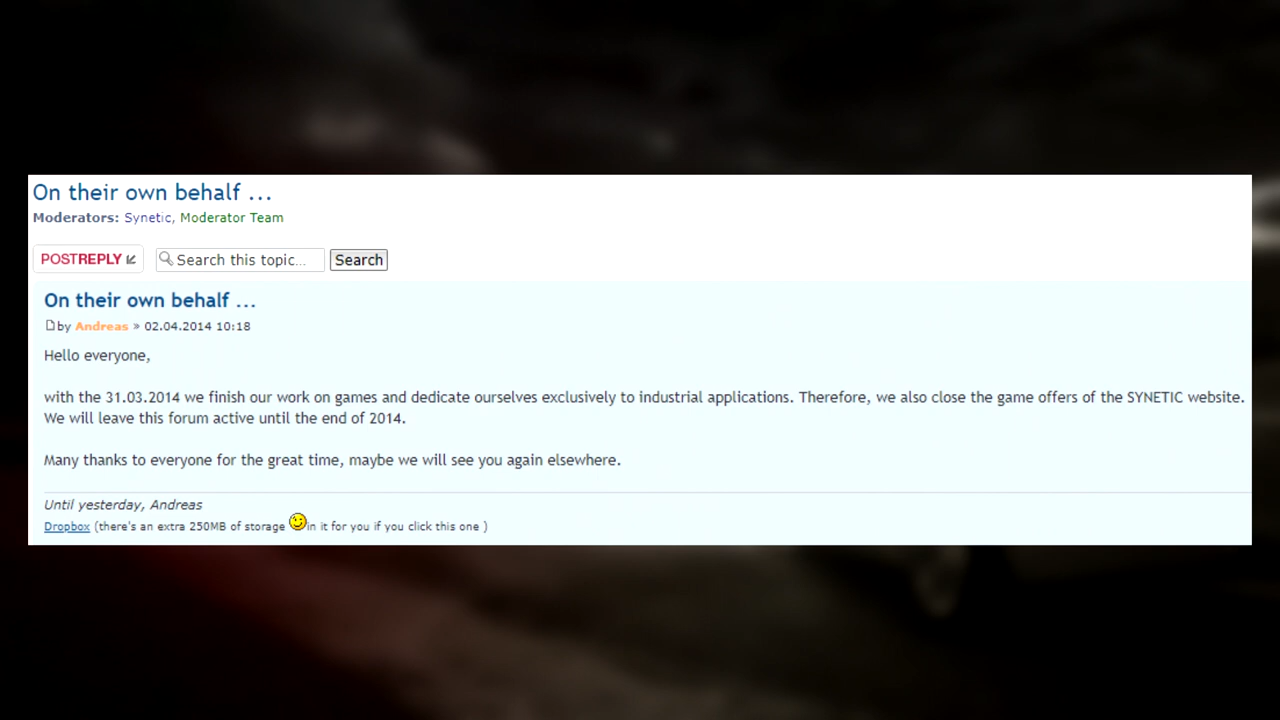 On their own behalf ...
Moderators: Synetic, Moderator Team
POSTREPLY Search this topic... Search
On their own behalf ...
by Andreas » 02.04.2014 10:18
Hello everyone,
with the 31.03.2014 we finish our work on games and dedicate ourselves exclusively to industrial applications. Therefore, we also close the game offers of the SYNETIC website.
We will leave this forum active until the end of 2014.
Many thanks to everyone for the great time, maybe we will see you again elsewhere.
Until yesterday, Andreas
Dropbox (there's an extra 250MB of storage in it for you if you click this one )